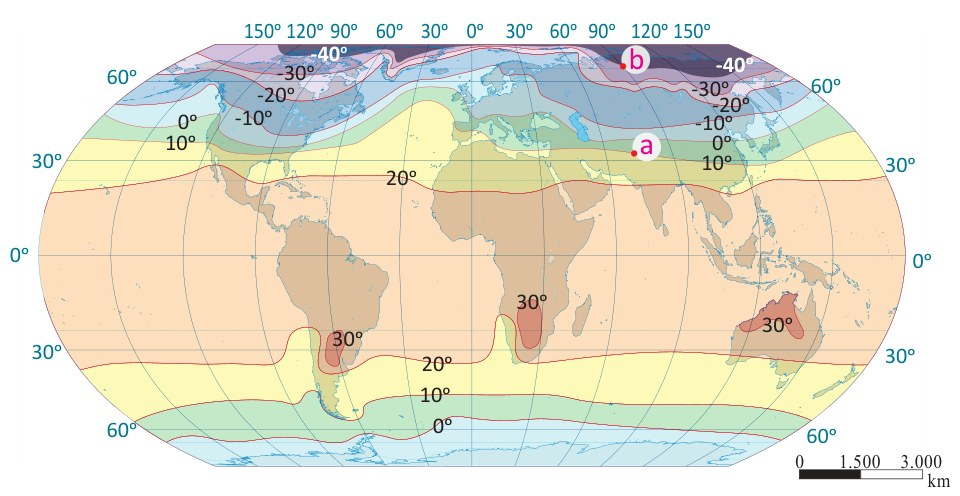 150º 120º 90º 60º 30º 0º 30º 60º 90º 120º 150º
-40º b -40º
-30º -30º
60º -20º -20º 60º
0º -10º -10º
10º a 0º
30º 10º 30º
20º
0º 0º
30º
30º 30º
30º 20º 30º
10º
60º 0º 60º
0 1.500 3.000
km